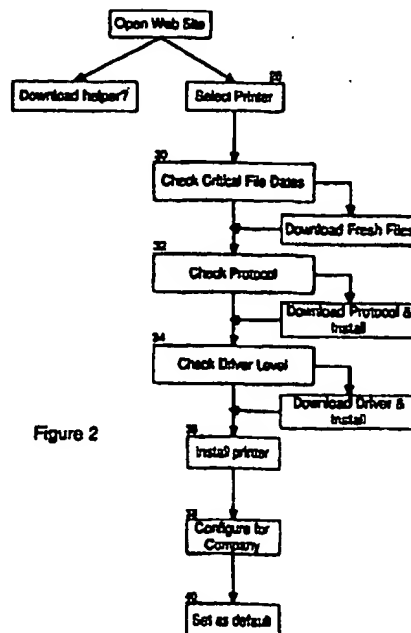 Open Web Site
Download helper?
28
Select Printer
30
Check Critical File Dates
Download Fresh Files
32
Check Protocol
Download Protocol &
Install
34
Check Driver Level
Download Driver &
Install
Figure 2
Install printer
Configure for
Company
40
Set as default